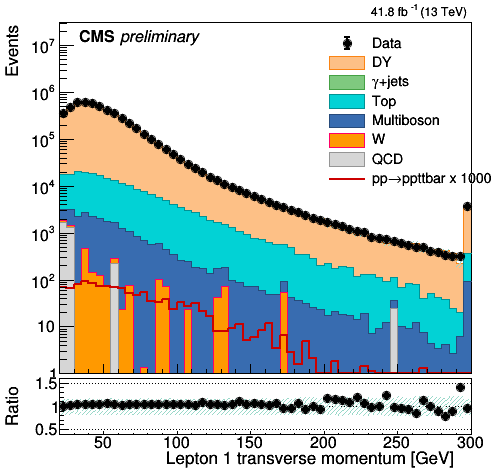 41.8 fb⁻¹ (13 TeV)
CMS preliminary
Events
10⁷
10⁶
10⁵
10⁴
10³
10²
10
1
Data
DY
γ+jets
Top
Multiboson
W
QCD
pp→ppttbar x 1000
Ratio
1.5
1
0.5
50 100 150 200 250 300
Lepton 1 transverse momentum [GeV]